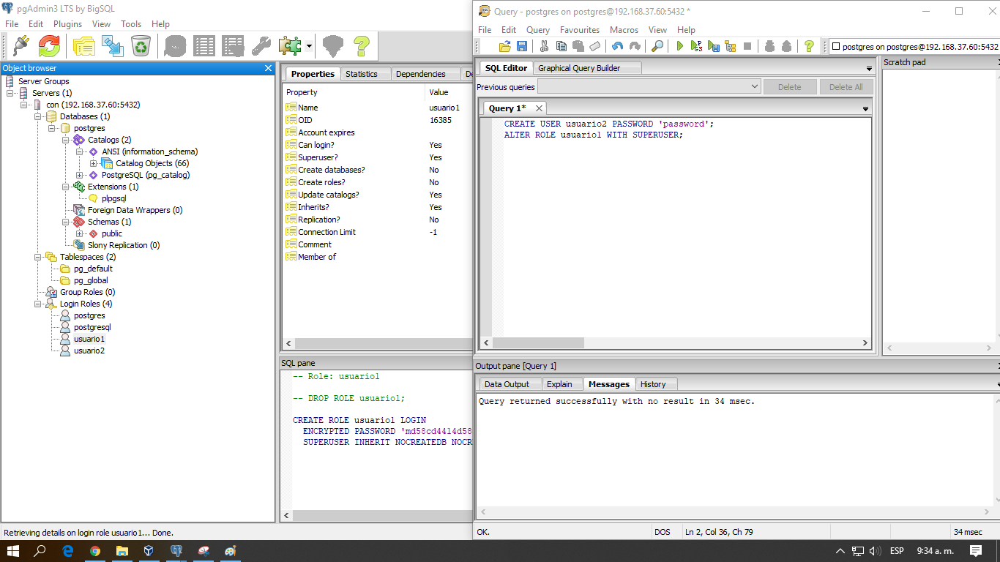 pgAdmin3 LTS by BigSQL
File Edit Plugins View Tools Help
Object browser
Server Groups
Servers (1)
con (192.168.37.60:5432)
Databases (1)
postgres
Catalogs (2)
ANSI (information_schema)
Catalog Objects (66)
PostgreSQL (pg_catalog)
Extensions (1)
plpgsql
Foreign Data Wrappers (0)
Schemas (1)
public
Slony Replication (0)
Tablespaces (2)
pg_default
pg_global
Group Roles (0)
Login Roles (4)
postgres
postgresql
usuario1
usuario2
Properties Statistics Dependencies De
Property Value
Name usuario1
OID 16385
Account expires
Can login? Yes
Superuser? Yes
Create databases? No
Create roles? No
Update catalogs? Yes
Inherits? Yes
Replication? No
Connection Limit -1
Comment
Member of
SQL pane
-- Role: usuario1
-- DROP ROLE usuario1;
CREATE ROLE usuario1 LOGIN
ENCRYPTED PASSWORD 'md58cd4414d58
SUPERUSER INHERIT NOCREATEDB NOCR
Retrieving details on login role usuario1... Done.
Query - postgres on postgres@192.168.37.60:5432 *
File Edit Query Favourites Macros View Help
postgres on postgres@192.168.37.60:5432
SQL Editor Graphical Query Builder
Previous queries Delete Delete All
Query 1*
CREATE USER usuario2 PASSWORD 'password';
ALTER ROLE usuario1 WITH SUPERUSER;
Scratch pad
Output pane [Query 1]
Data Output Explain Messages History
Query returned successfully with no result in 34 msec.
OK. DOS Ln 2, Col 36, Ch 79 34 msec
ESP 9:34 a. m.